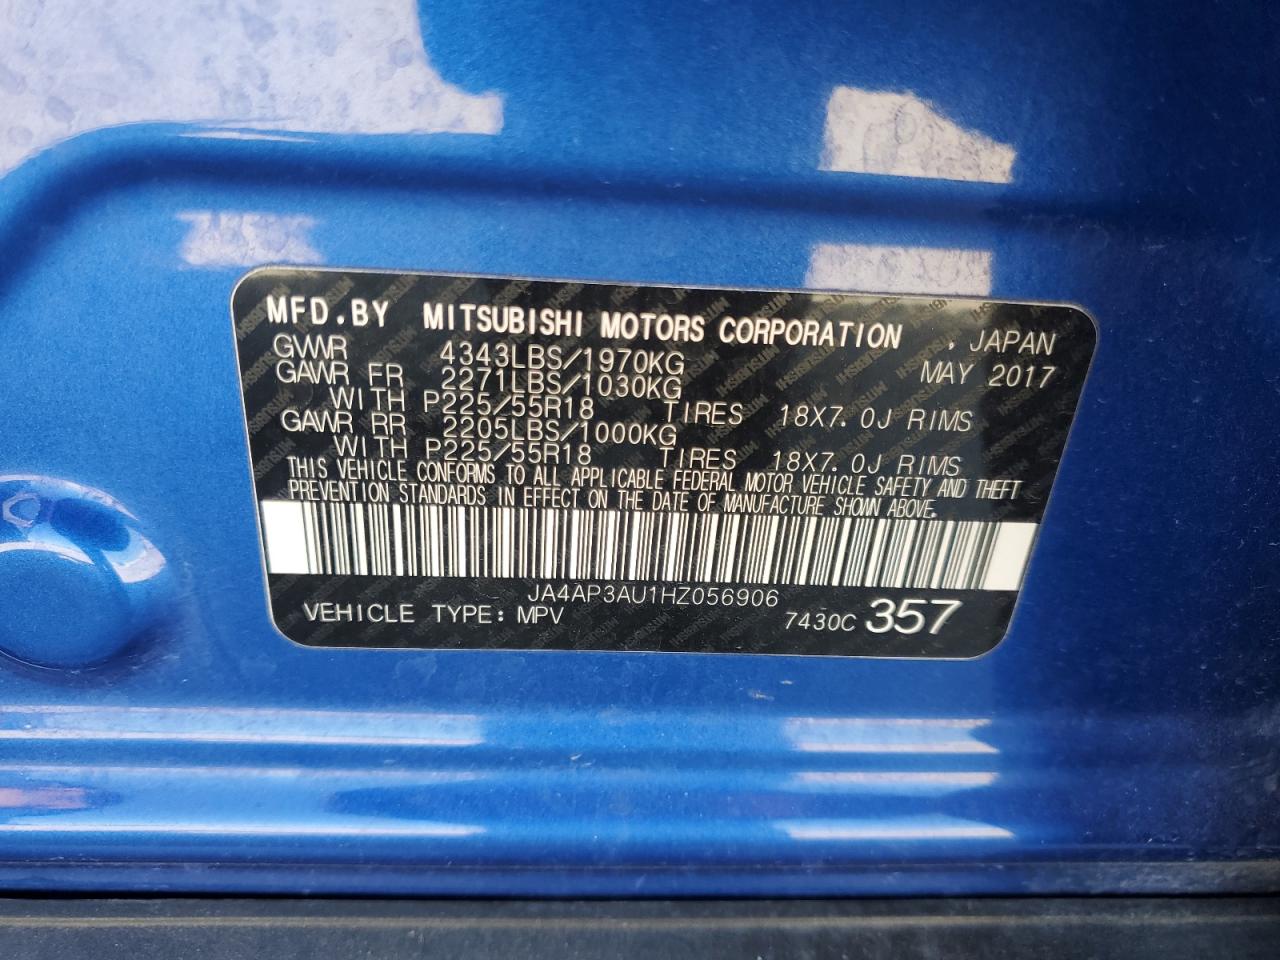 MFD.BY MITSUBISHI MOTORS CORPORATION , JAPAN
GVWR 4343LBS/1970KG MAY 2017
GAWR FR 2271LBS/1030KG
WITH P225/55R18 TIRES 18X7.0J RIMS
GAWR RR 2205LBS/1000KG
WITH P225/55R18 TIRES 18X7.0J RIMS
THIS VEHICLE CONFORMS TO ALL APPLICABLE FEDERAL MOTOR VEHICLE SAFETY AND THEFT
PREVENTION STANDARDS IN EFFECT ON THE DATE OF MANUFACTURE SHOWN ABOVE.
JA4AP3AU1HZ056906
VEHICLE TYPE: MPV 7430C 357